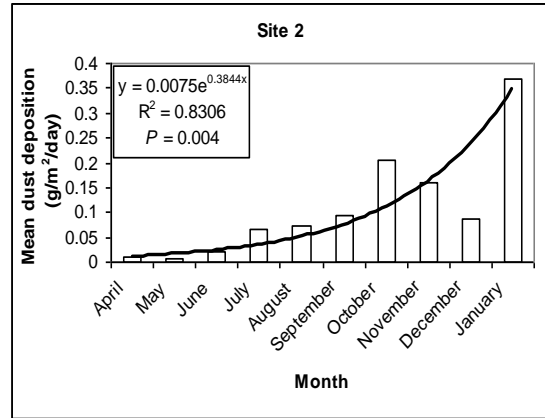 Site 2
y = 0.0075e^0.3844x
R² = 0.8306
P = 0.004
Mean dust deposition
(g/m²/day)
0.4
0.35
0.3
0.25
0.2
0.15
0.1
0.05
0
April
May
June
July
August
September
October
November
December
January
Month